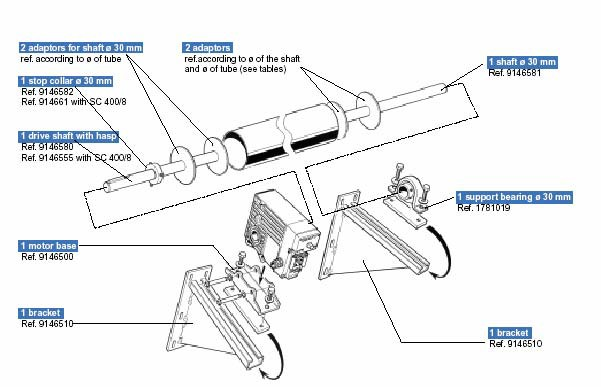 2 adaptors for shaft ø 30 mm
ref. according to ø of tube
2 adaptors
ref.according to ø of the shaft
and ø of tube (see tables)
1 shaft ø 30 mm
Ref. 9146581
1 stop collar ø 30 mm
Ref. 9146582
Ref. 914661 with SC 400/8
1 drive shaft with hasp
Ref. 9146580
Ref. 9146555 with SC 400/8
1 support bearing ø 30 mm
Ref. 1781019
1 motor base
Ref. 9146500
1 bracket
Ref. 9146510
1 bracket
Ref. 9146510